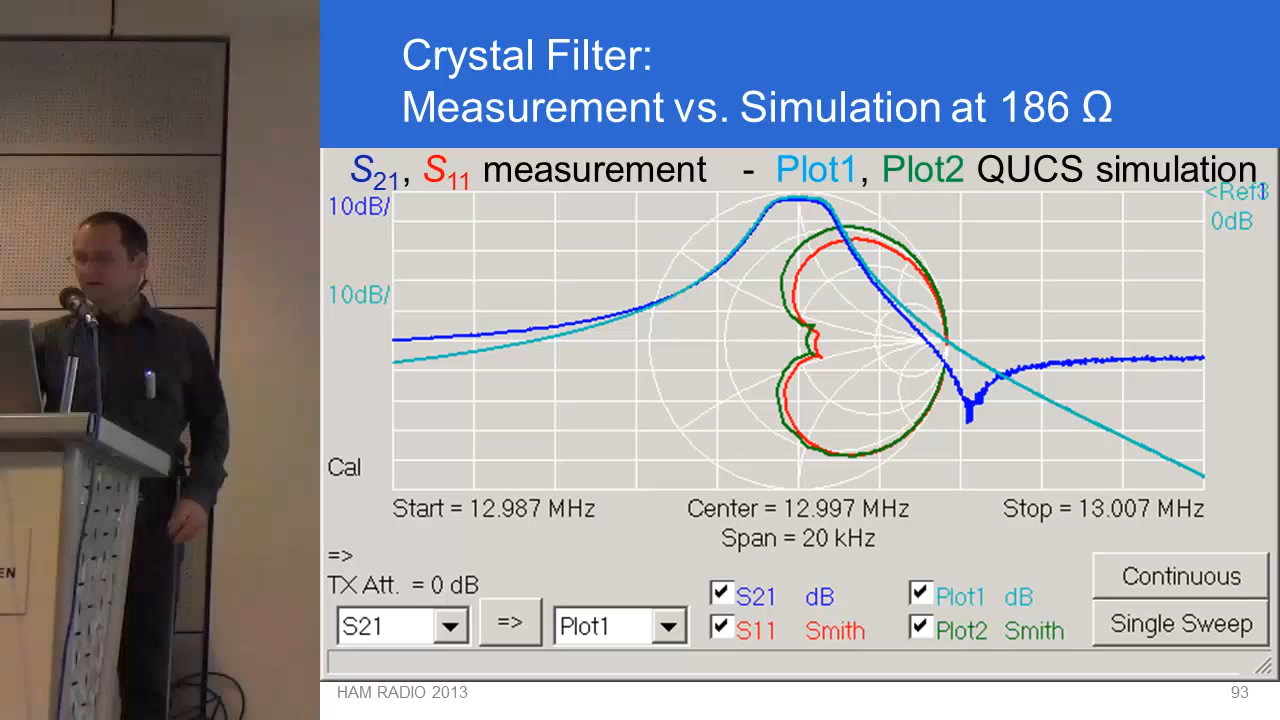 Crystal Filter:
Measurement vs. Simulation at 186 Ω
S21, S11 measurement - Plot1, Plot2 QUCS simulation
10dB/
<Ref
0dB
10dB/
Cal
Start = 12.987 MHz Center = 12.997 MHz Stop = 13.007 MHz
Span = 20 kHz
=>
TX Att. = 0 dB
S21 => Plot1
S21 dB Plot1 dB
S11 Smith Plot2 Smith
Continuous
Single Sweep
HAM RADIO 2013 93
EN